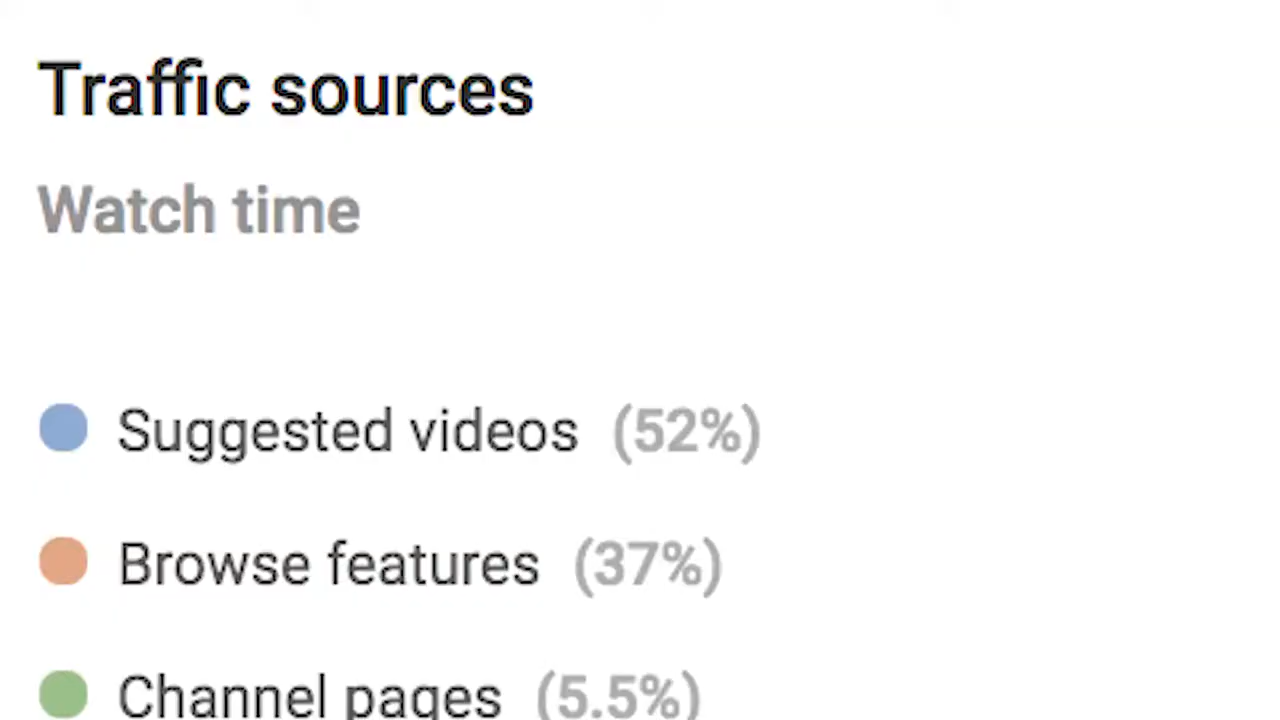 Traffic sources
Watch time
Suggested videos (52%)
Browse features (37%)
Channel pages (5.5%)